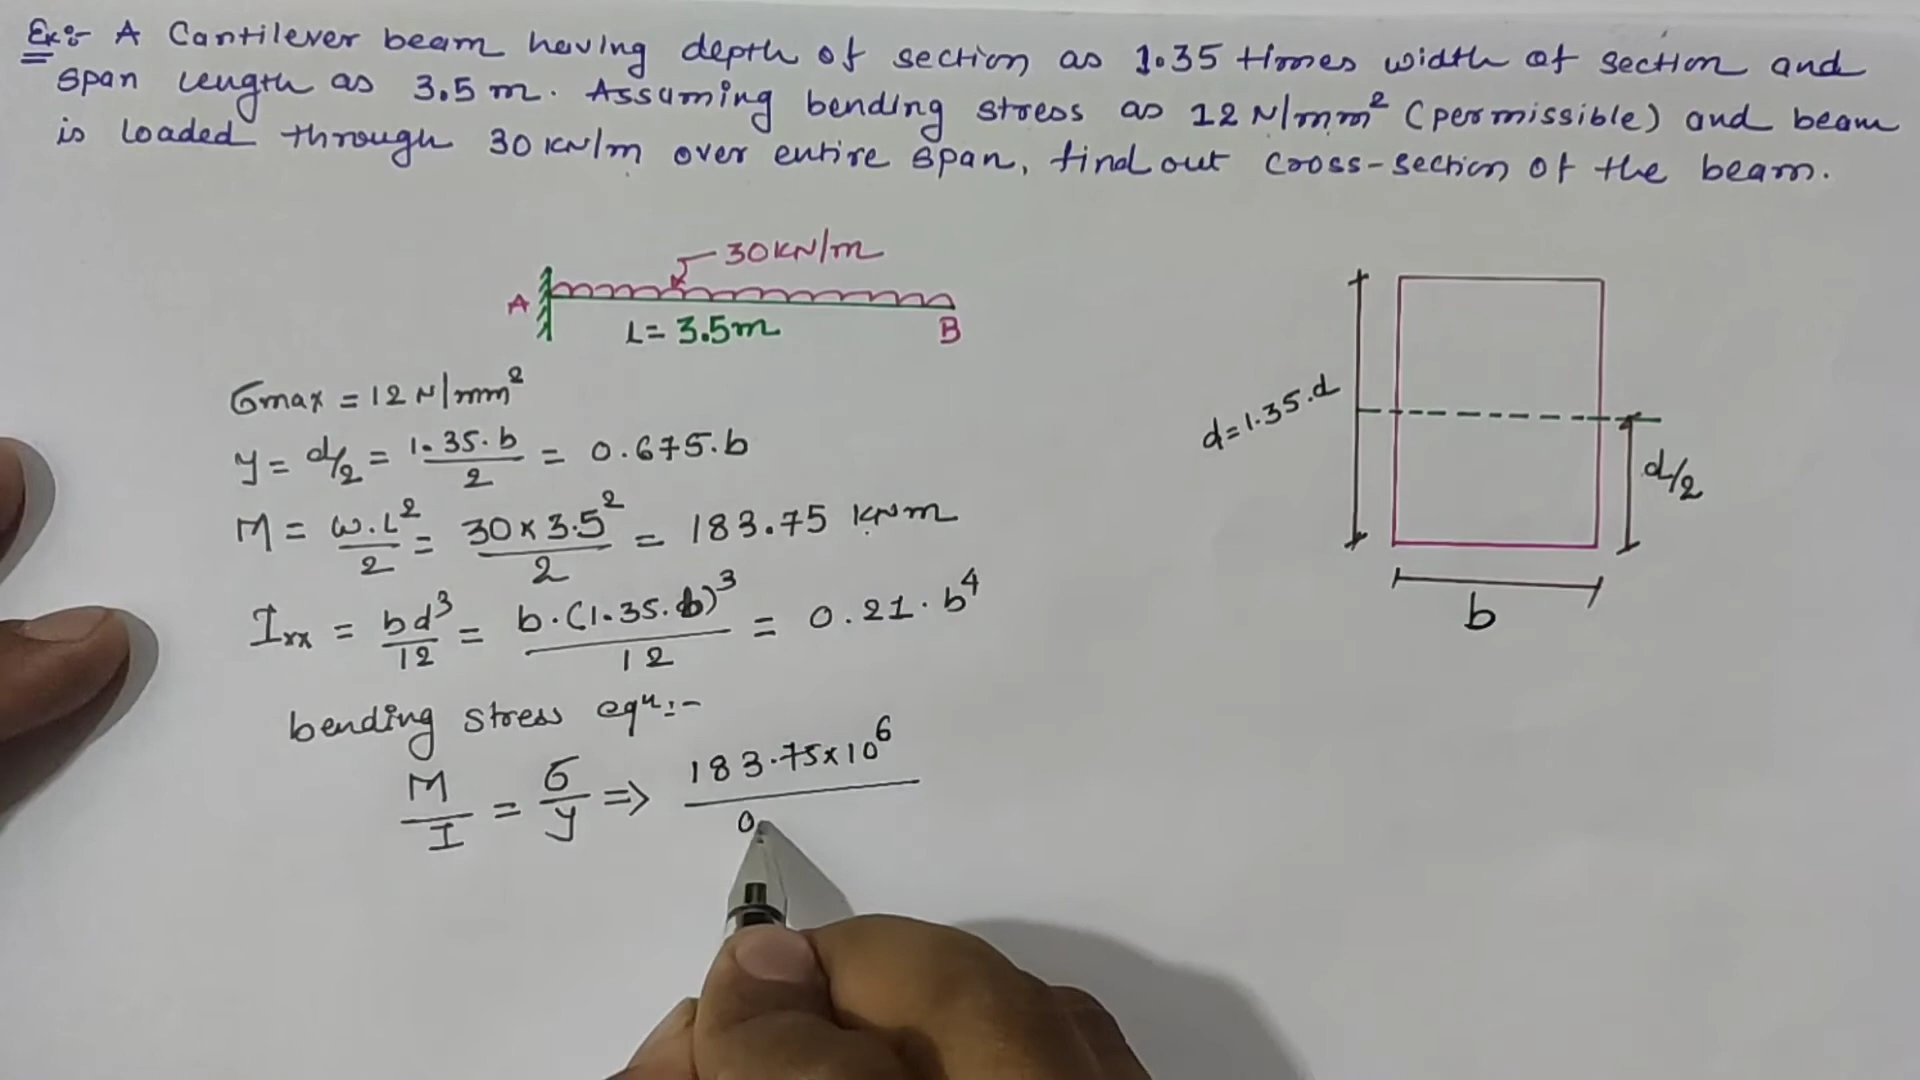 Ex:- A Cantilever beam having depth of section as 1.35 times width of section and
span length as 3.5 m. Assuming bending stress as 12 N/mm² (permissible) and beam
is loaded through 30 KN/m over entire span, find out cross-section of the beam.
30KN/m
A
L= 3.5m
B
σmax = 12 N/mm²
y = d/2 = 1.35.b/2 = 0.675.b
M = w.L²/2 = 30 x 3.5²/2 = 183.75 KNm
Ixx = bd³/12 = b.(1.35.b)³/12 = 0.21.b⁴
bending stress eqn:-
M/I = σ/y => 183.75x10⁶/0.
d=1.35.d
d/2
b